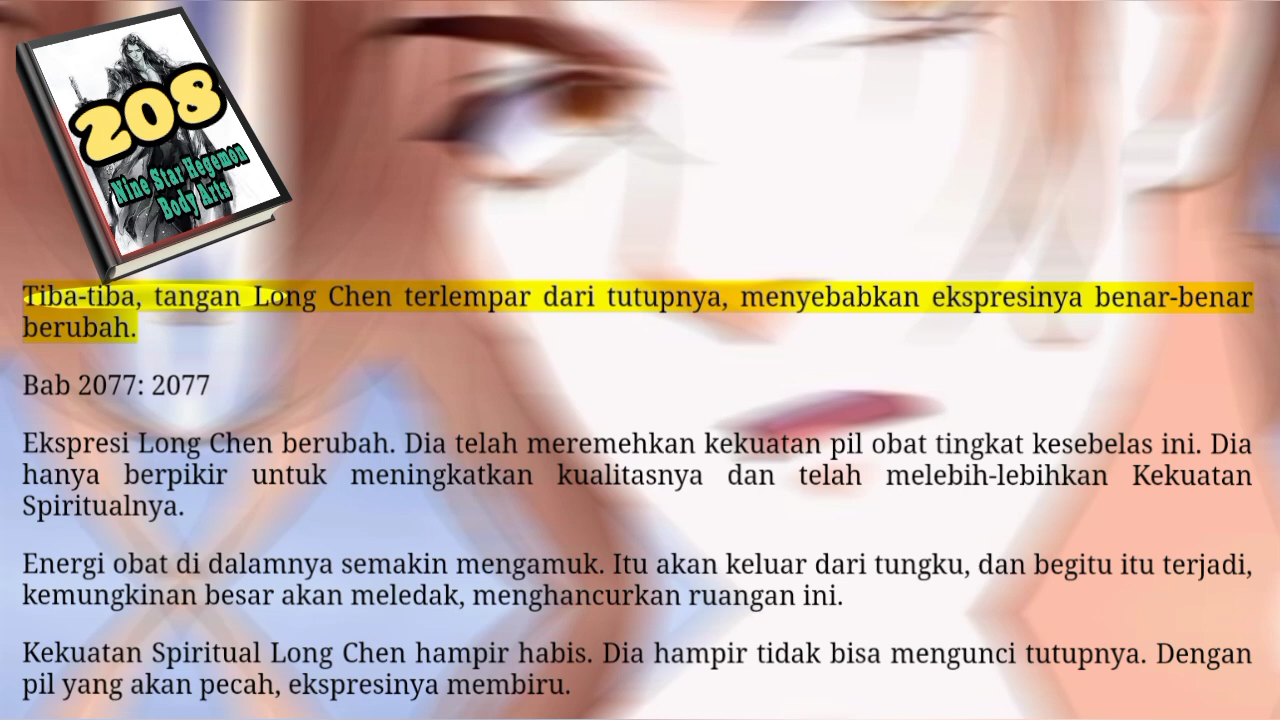 208
Nine Star Hegemon
Body Arts
Tiba-tiba, tangan Long Chen terlempar dari tutupnya, menyebabkan ekspresinya benar-benar
berubah.
Bab 2077: 2077
Ekspresi Long Chen berubah. Dia telah meremehkan kekuatan pil obat tingkat kesebelas ini. Dia
hanya berpikir untuk meningkatkan kualitasnya dan telah melebih-lebihkan Kekuatan
Spiritualnya.
Energi obat di dalamnya semakin mengamuk. Itu akan keluar dari tungku, dan begitu itu terjadi,
kemungkinan besar akan meledak, menghancurkan ruangan ini.
Kekuatan Spiritual Long Chen hampir habis. Dia hampir tidak bisa mengunci tutupnya. Dengan
pil yang akan pecah, ekspresinya membiru.